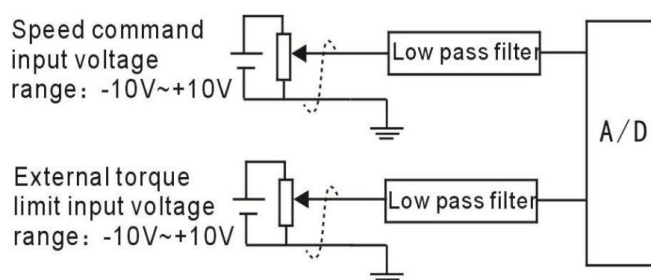 Speed command
input voltage
range: -10V~+10V
Low pass filter
A/D
External torque
limit input voltage
range: -10V~+10V
Low pass filter